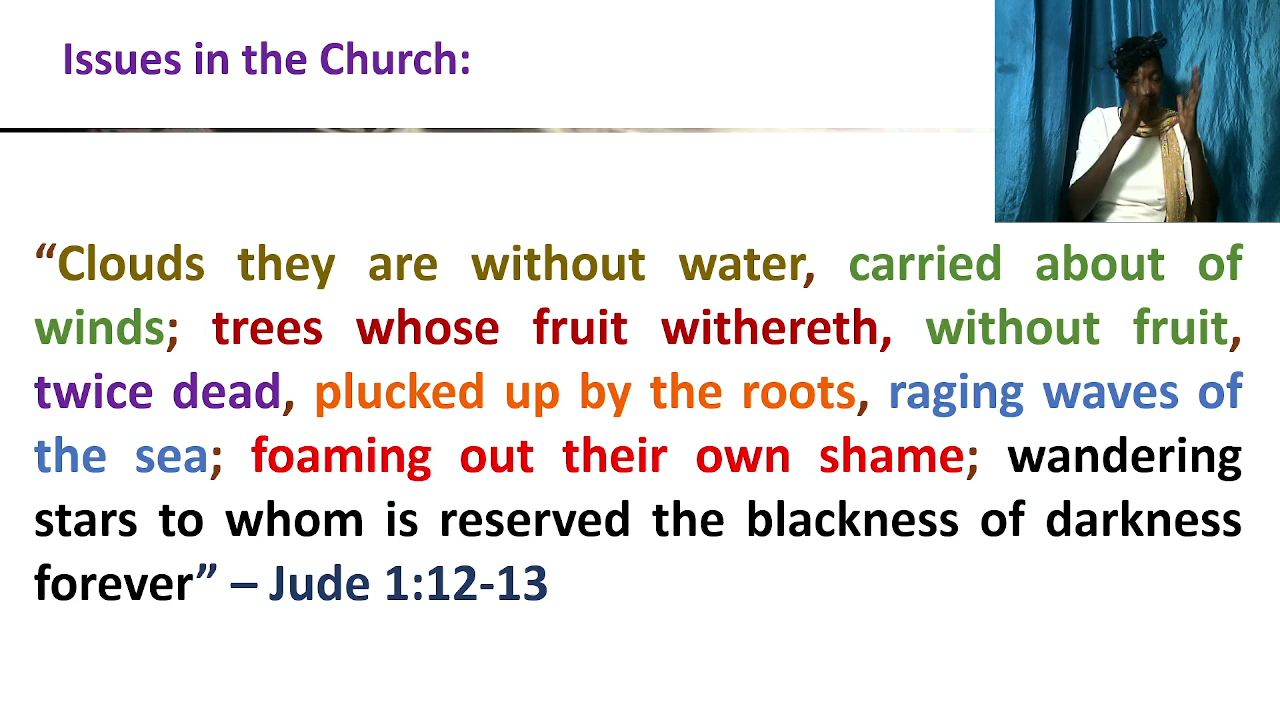 Issues in the Church:
“Clouds they are without water, carried about of
winds; trees whose fruit withereth, without fruit,
twice dead, plucked up by the roots, raging waves of
the sea; foaming out their own shame; wandering
stars to whom is reserved the blackness of darkness
forever” – Jude 1:12-13